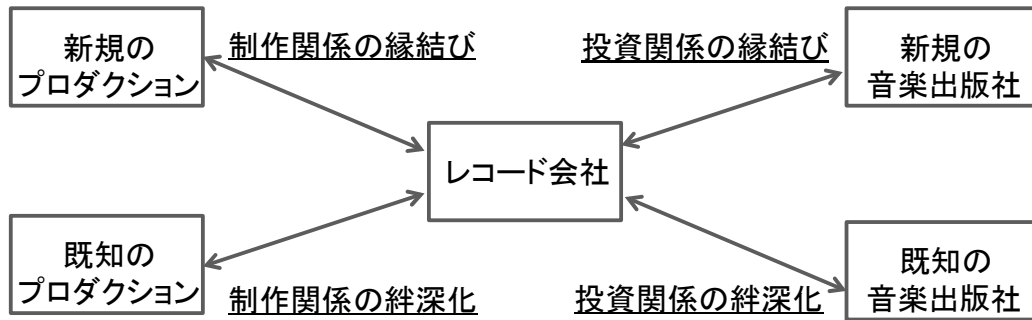 新規の
プロダクション
制作関係の縁結び
投資関係の縁結び
新規の
音楽出版社
レコード会社
既知の
プロダクション
制作関係の絆深化
投資関係の絆深化
既知の
音楽出版社